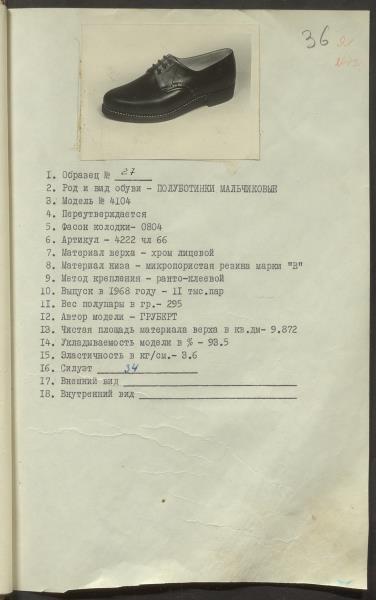 36
1. Образец № 27
2. Род и вид обуви - ПОЛУБОТИНКИ МАЛЬЧИКОВЫЕ
3. Модель № 4104
4. Переутверждается
5. Фасон колодки- 0804
6. Артикул - 4222 чл 66
7. Материал верха - хром лицевой
8. Материал низа - микропористая резина марки "В"
9. Метод крепления - ранто-клеевой
10. Выпуск в 1968 году - 11 тыс.пар
11. Вес полупары в гр.- 295
12. Автор модели - ГРУБЕРТ
13. Чистая площадь материала верха в кв.дм- 9.872
14. Укладываемость модели в % - 93.5
15. Эластичность в кг/см.- 3.6
16. Силуэт 34
17. Внешний вид
18. Внутренний вид